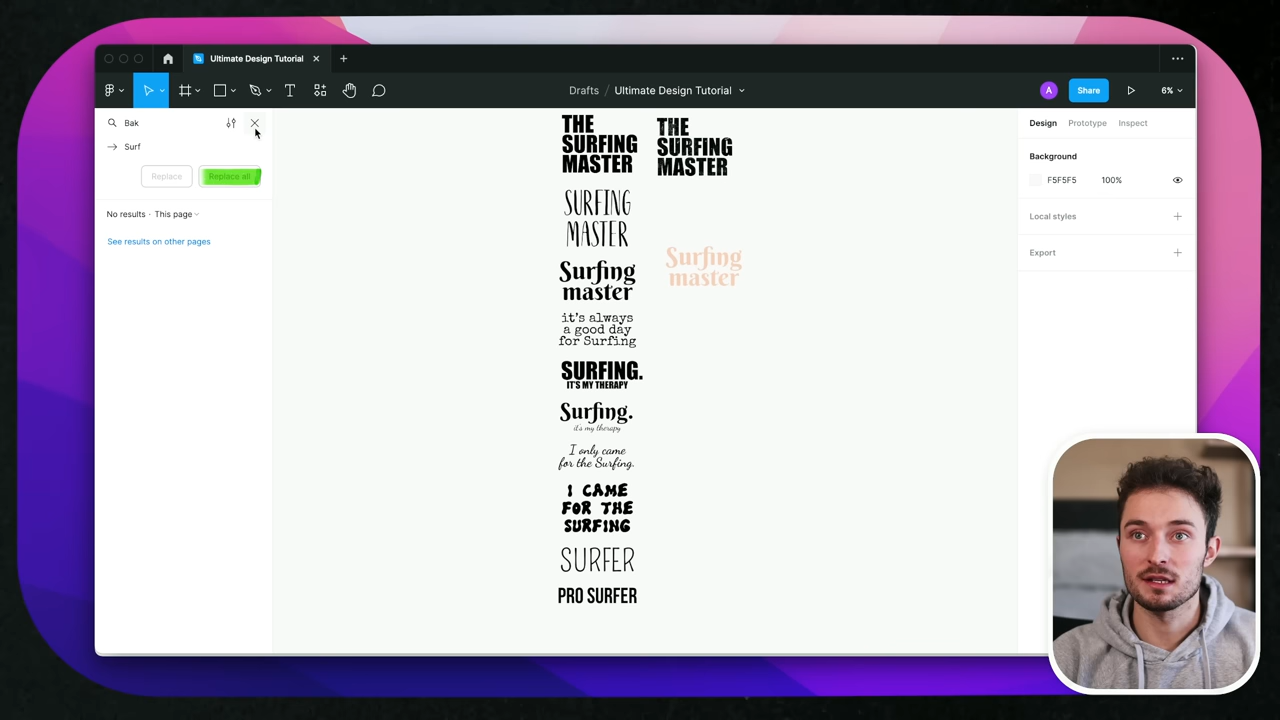 Ultimate Design Tutorial
Drafts / Ultimate Design Tutorial
A
Share
6%
Bak
Surf
Replace
Replace all
No results · This page
See results on other pages
THE
SURFING
MASTER
THE
SURFING
MASTER
SURFING
MASTER
Surfing
master
Surfing
master
it's always
a good day
for Surfing
SURFING.
IT'S MY THERAPY
Surfing.
it's my therapy
I only came
for the Surfing.
I CAME
FOR THE
SURFING
SURFER
PRO SURFER
Design Prototype Inspect
Background
F5F5F5 100%
Local styles
Export